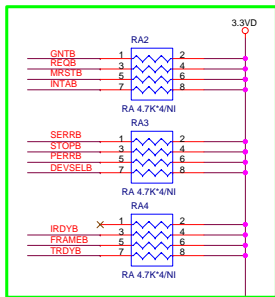 3.3VD
RA2
GNTB 1 2
REQB 3 4
MRSTB 5 6
INTAB 7 8
RA 4.7K*4/NI
RA3
SERRB 1 2
STOPB 3 4
PERRB 5 6
DEVSELB 7 8
RA 4.7K*4/NI
RA4
1 2
IRDYB 3 4
FRAMEB 5 6
TRDYB 7 8
RA 4.7K*4/NI